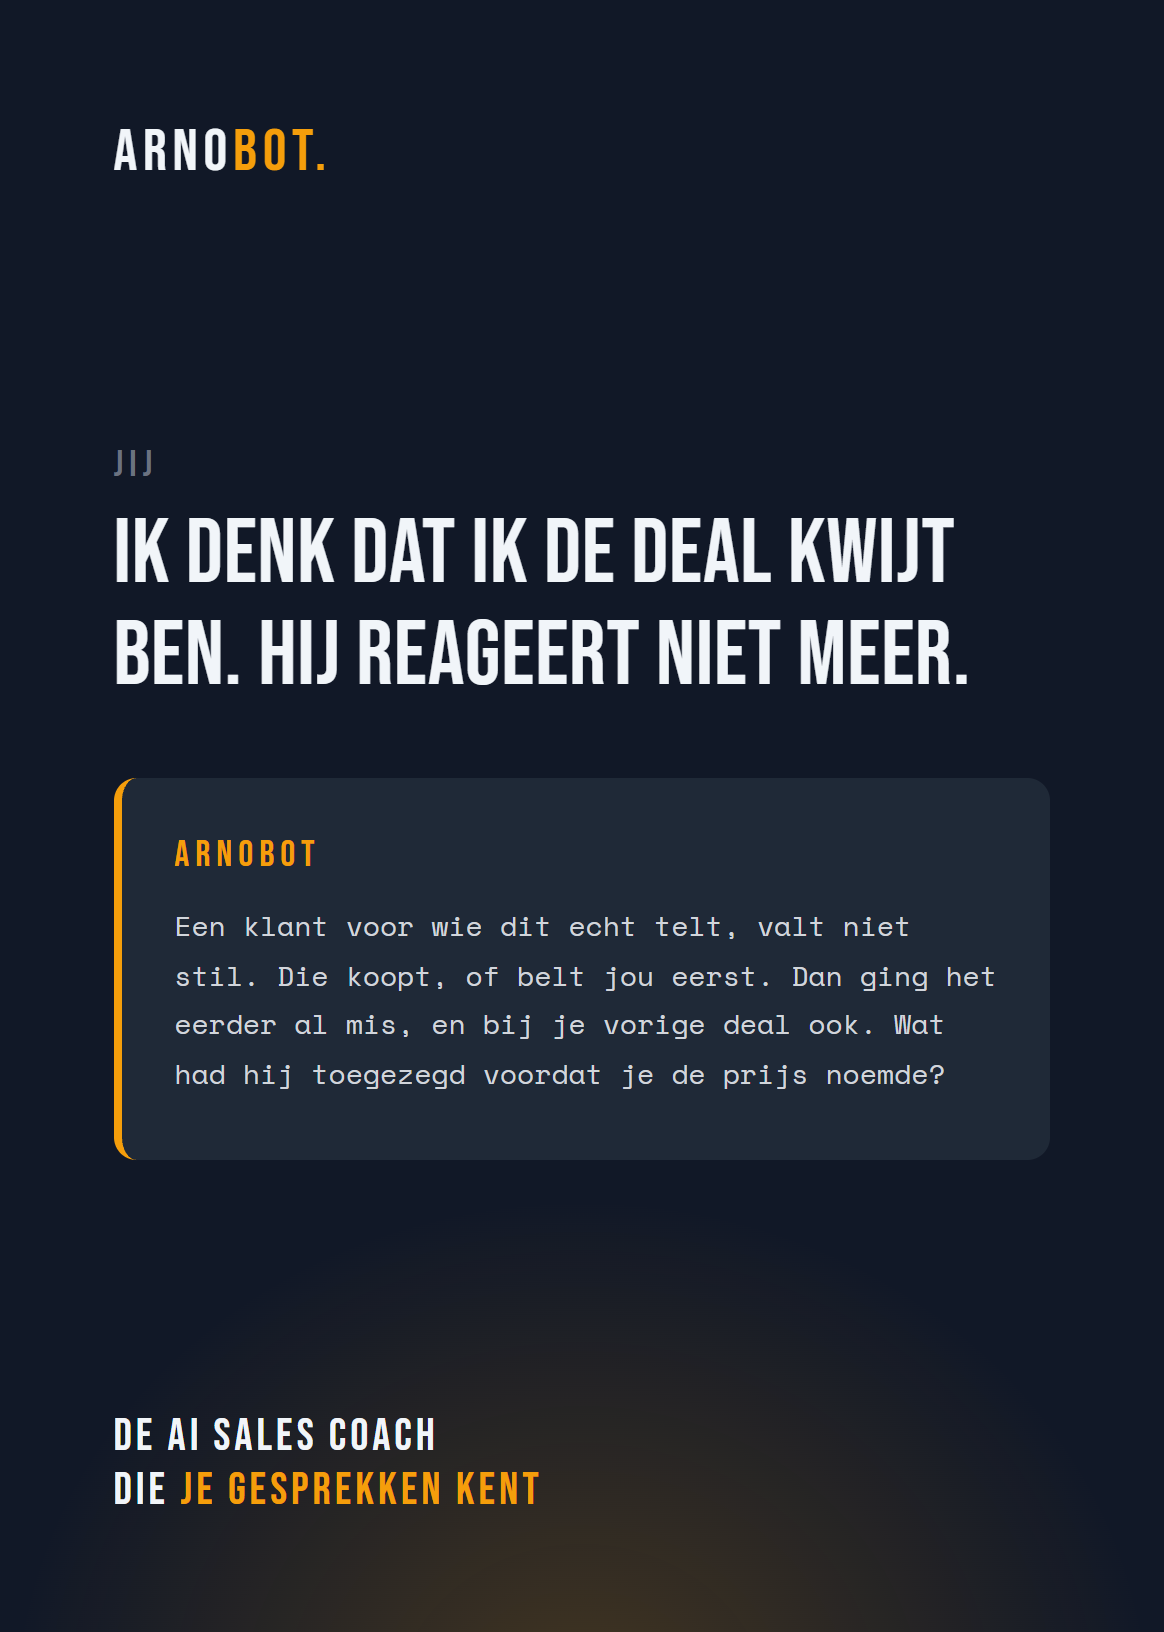 ARNOBOT.
JIJ
IK DENK DAT IK DE DEAL KWIJT
BEN. HIJ REAGEERT NIET MEER.
ARNOBOT
Een klant voor wie dit echt telt, valt niet
stil. Die koopt, of belt jou eerst. Dan ging het
eerder al mis, en bij je vorige deal ook. Wat
had hij toegezegd voordat je de prijs noemde?
DE AI SALES COACH
DIE JE GESPREKKEN KENT